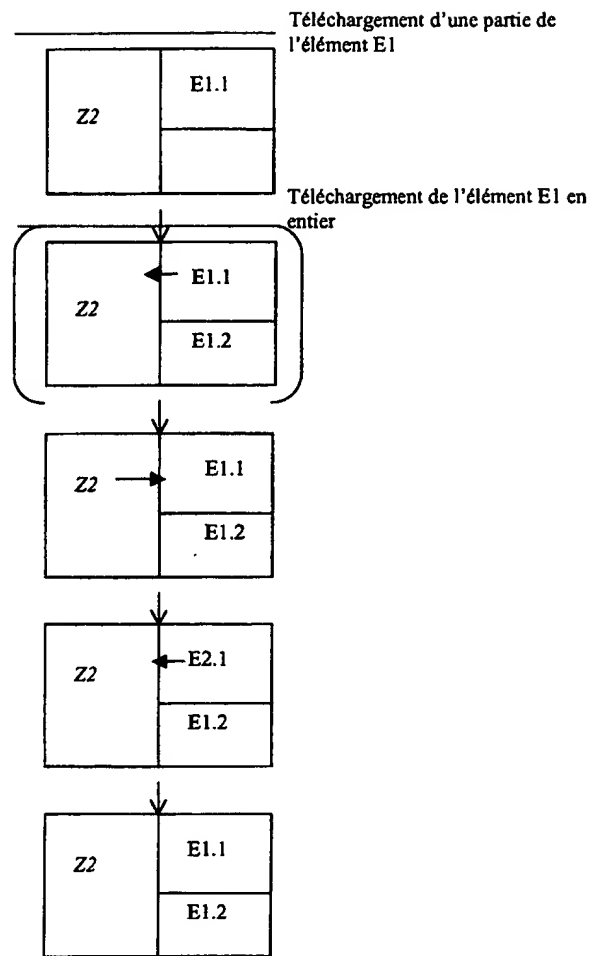 Téléchargement d'une partie de
l'élément E1
E1.1
Z2
Téléchargement de l'élément E1 en
entier
E1.1
Z2
E1.2
E1.1
Z2
E1.2
E2.1
Z2
E1.2
E1.1
Z2
E1.2